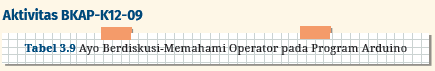 Aktivitas BKAP-K12-09
Tabel 3.9 Ayo Berdiskusi-Memahami Operator pada Program Arduino